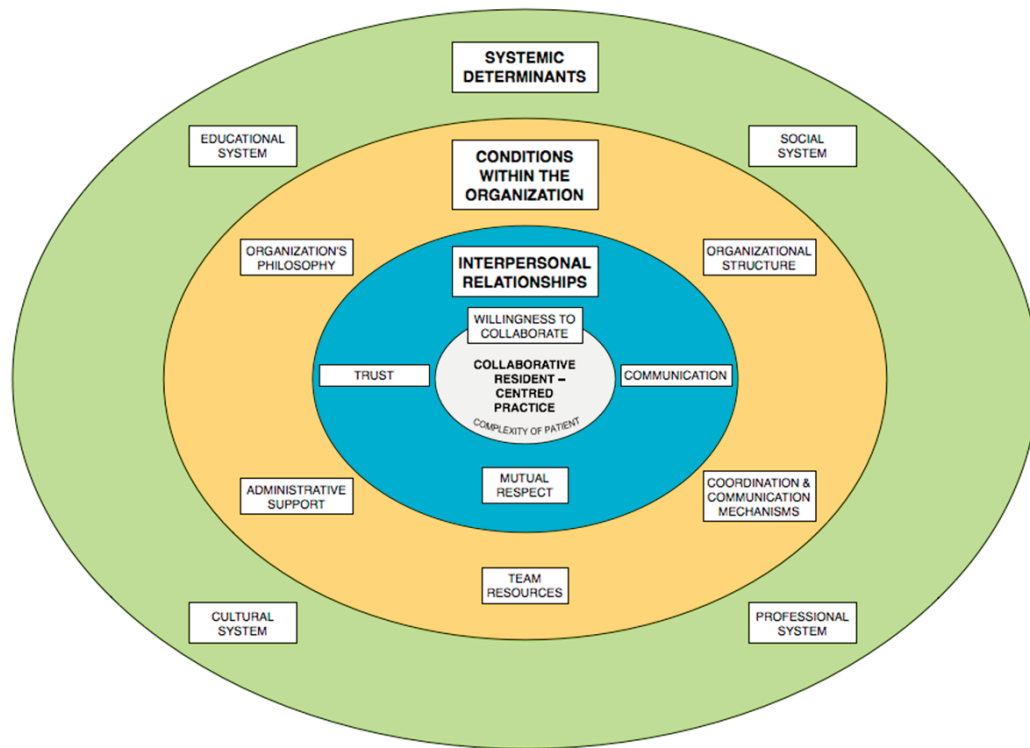 SYSTEMIC
DETERMINANTS
EDUCATIONAL
SYSTEM
SOCIAL
SYSTEM
CONDITIONS
WITHIN THE
ORGANIZATION
ORGANIZATION'S
PHILOSOPHY
ORGANIZATIONAL
STRUCTURE
INTERPERSONAL
RELATIONSHIPS
WILLINGNESS TO
COLLABORATE
TRUST
COLLABORATIVE
RESIDENT –
CENTRED
PRACTICE
COMMUNICATION
COMPLEXITY OF PATIENT
MUTUAL
RESPECT
ADMINISTRATIVE
SUPPORT
COORDINATION &
COMMUNICATION
MECHANISMS
TEAM
RESOURCES
CULTURAL
SYSTEM
PROFESSIONAL
SYSTEM